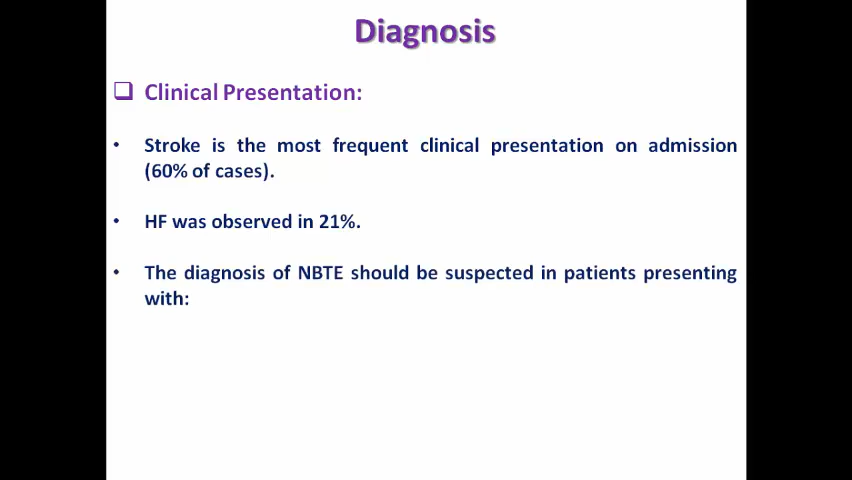 Diagnosis
❑ Clinical Presentation:
• Stroke is the most frequent clinical presentation on admission
(60% of cases).
• HF was observed in 21%.
• The diagnosis of NBTE should be suspected in patients presenting
with: